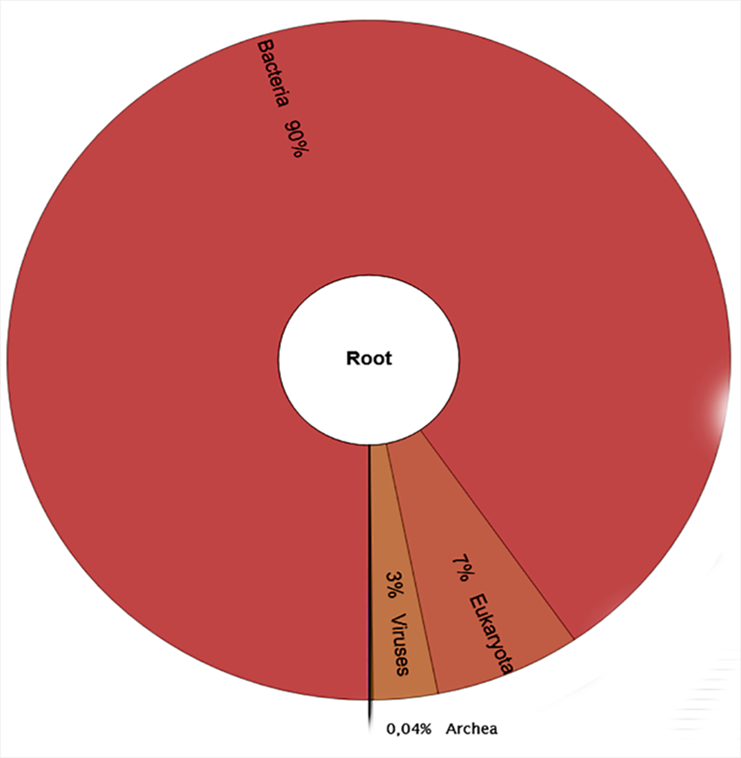 Bacteria 90%
Root
7% Eukaryota
3% Viruses
0,04% Archea